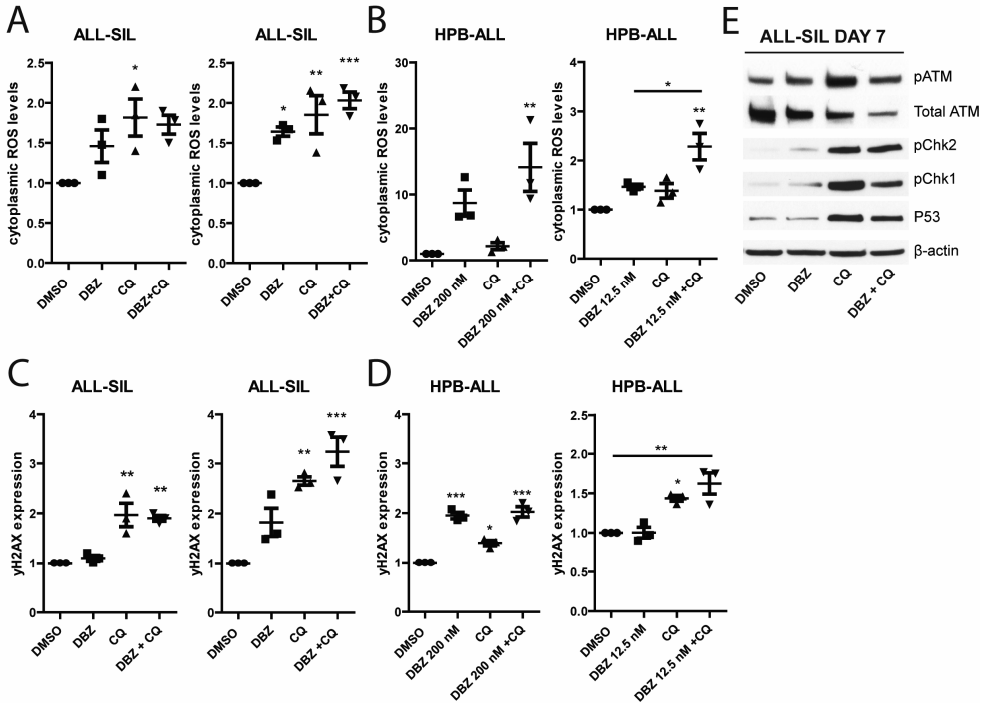 A
ALL-SIL
cytoplasmic ROS levels
2.5
2.0
1.5
1.0
0.5
0.0
*
DMSO
DBZ
CQ
DBZ+CQ
ALL-SIL
cytoplasmic ROS levels
2.5
2.0
1.5
1.0
0.5
0.0
*
**
***
DMSO
DBZ
CQ
DBZ+CQ
B
HPB-ALL
cytoplasmic ROS levels
30
20
10
0
**
DMSO
DBZ 200 nM
CQ
DBZ 200 nM +CQ
HPB-ALL
cytoplasmic ROS levels
4
3
2
1
0
*
**
DMSO
DBZ 12.5 nM
CQ
DBZ 12.5 nM +CQ
E
ALL-SIL DAY 7
pATM
Total ATM
pChk2
pChk1
P53
β-actin
DMSO
DBZ
CQ
DBZ + CQ
C
ALL-SIL
yH2AX expression
4
3
2
1
0
**
**
DMSO
DBZ
CQ
DBZ + CQ
ALL-SIL
yH2AX expression
4
3
2
1
0
**
***
DMSO
DBZ
CQ
DBZ +CQ
D
HPB-ALL
yH2AX expression
4
3
2
1
0
***
*
***
DMSO
DBZ 200 nM
CQ
DBZ 200 nM +CQ
HPB-ALL
yH2AX expression
2.5
2.0
1.5
1.0
0.5
0.0
**
*
DMSO
DBZ 12.5 nM
CQ
DBZ 12.5 nM +CQ